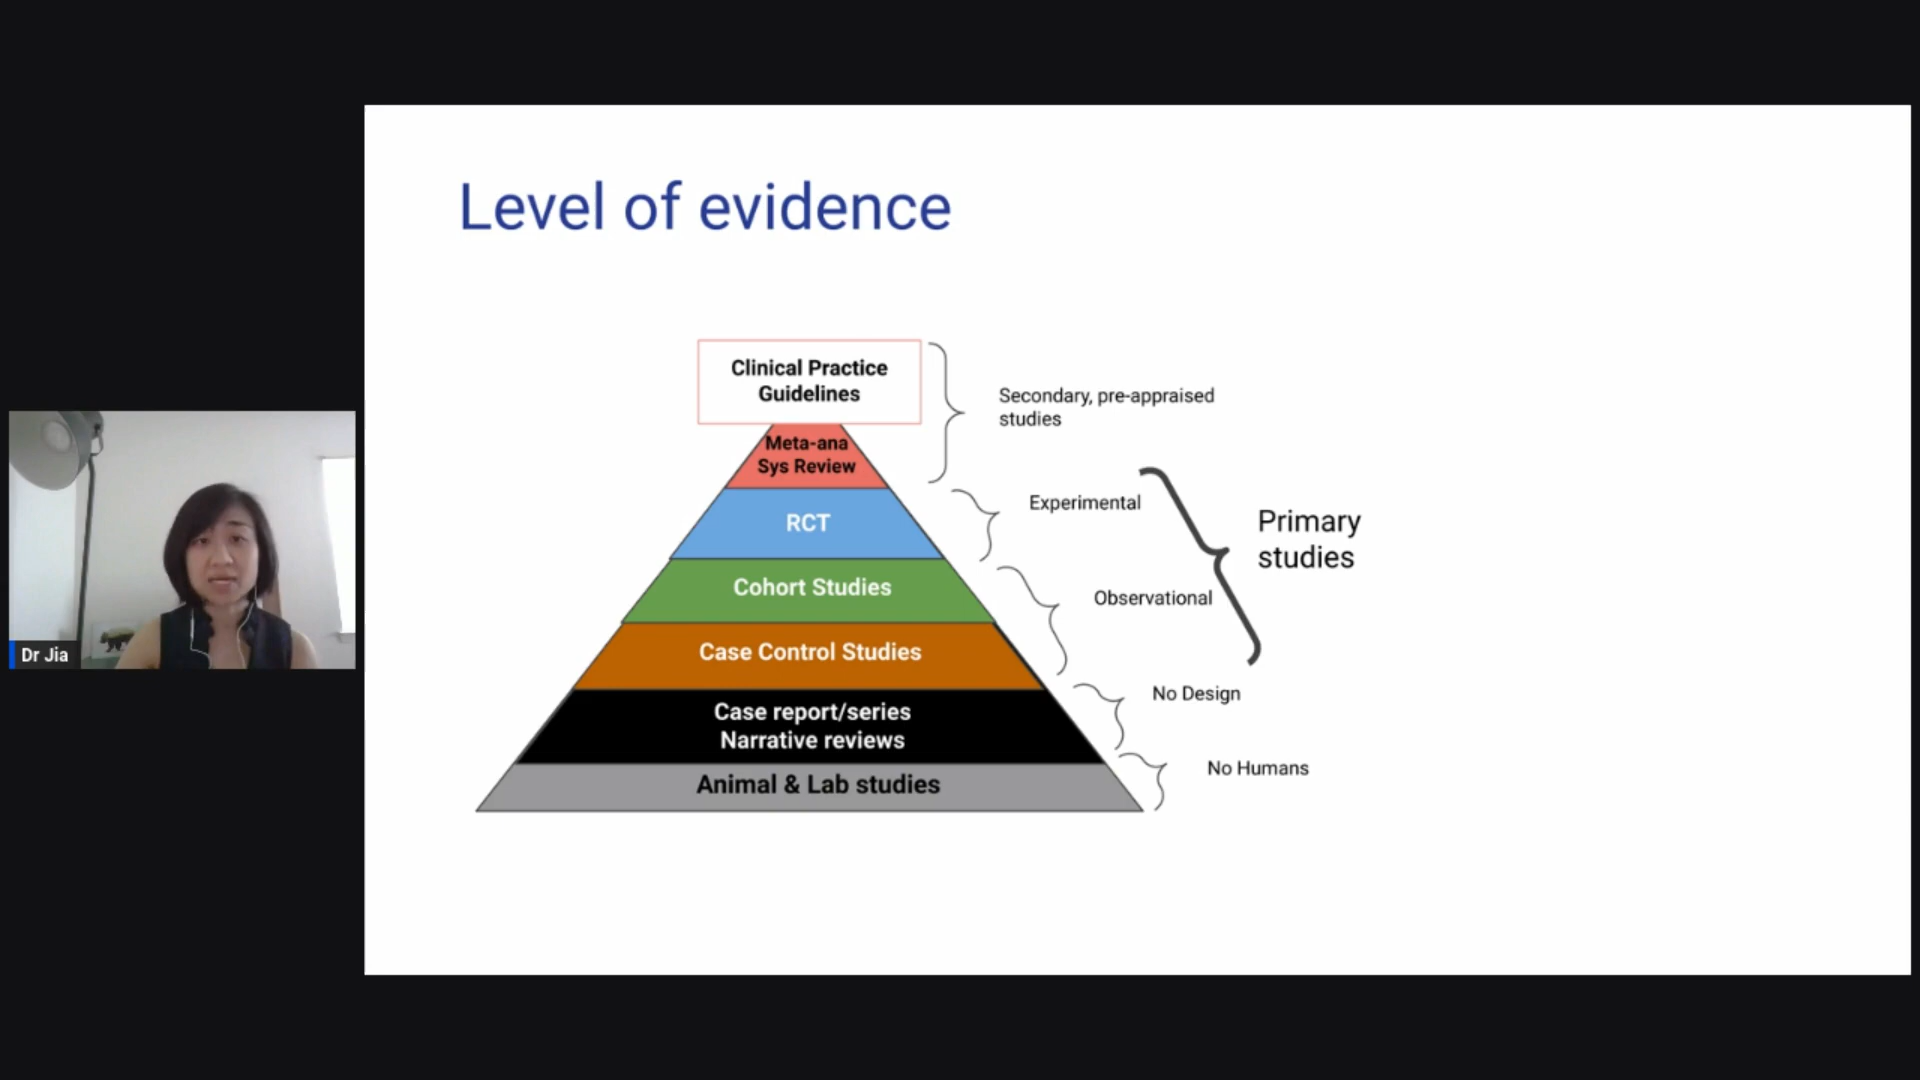 Level of evidence
Clinical Practice
Guidelines
Meta-ana
Sys Review
RCT
Cohort Studies
Case Control Studies
Case report/series
Narrative reviews
Animal & Lab studies
Secondary, pre-appraised
studies
Experimental
Observational
Primary
studies
No Design
No Humans
Dr Jia